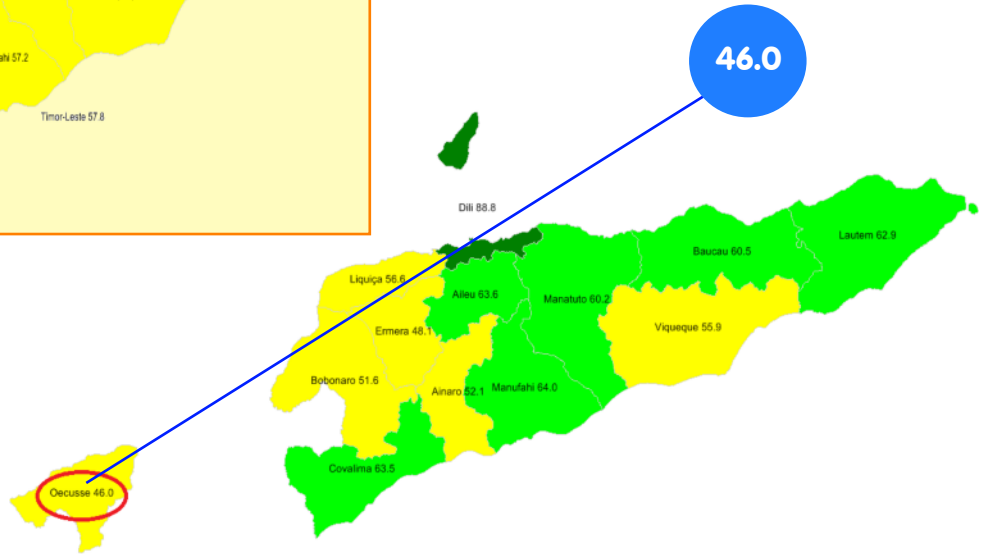 57.2
Timor-Leste 57.8
46.0
Dili 88.8
Lautem 62.9
Baucau 60.5
Liquiça 56.6
Aileu 63.6
Manatuto 60.2
Ermera 48.1
Viqueque 55.9
Bobonaro 51.6
Ainaro 52.1
Manufahi 64.0
Covalima 63.5
Oecusse 46.0